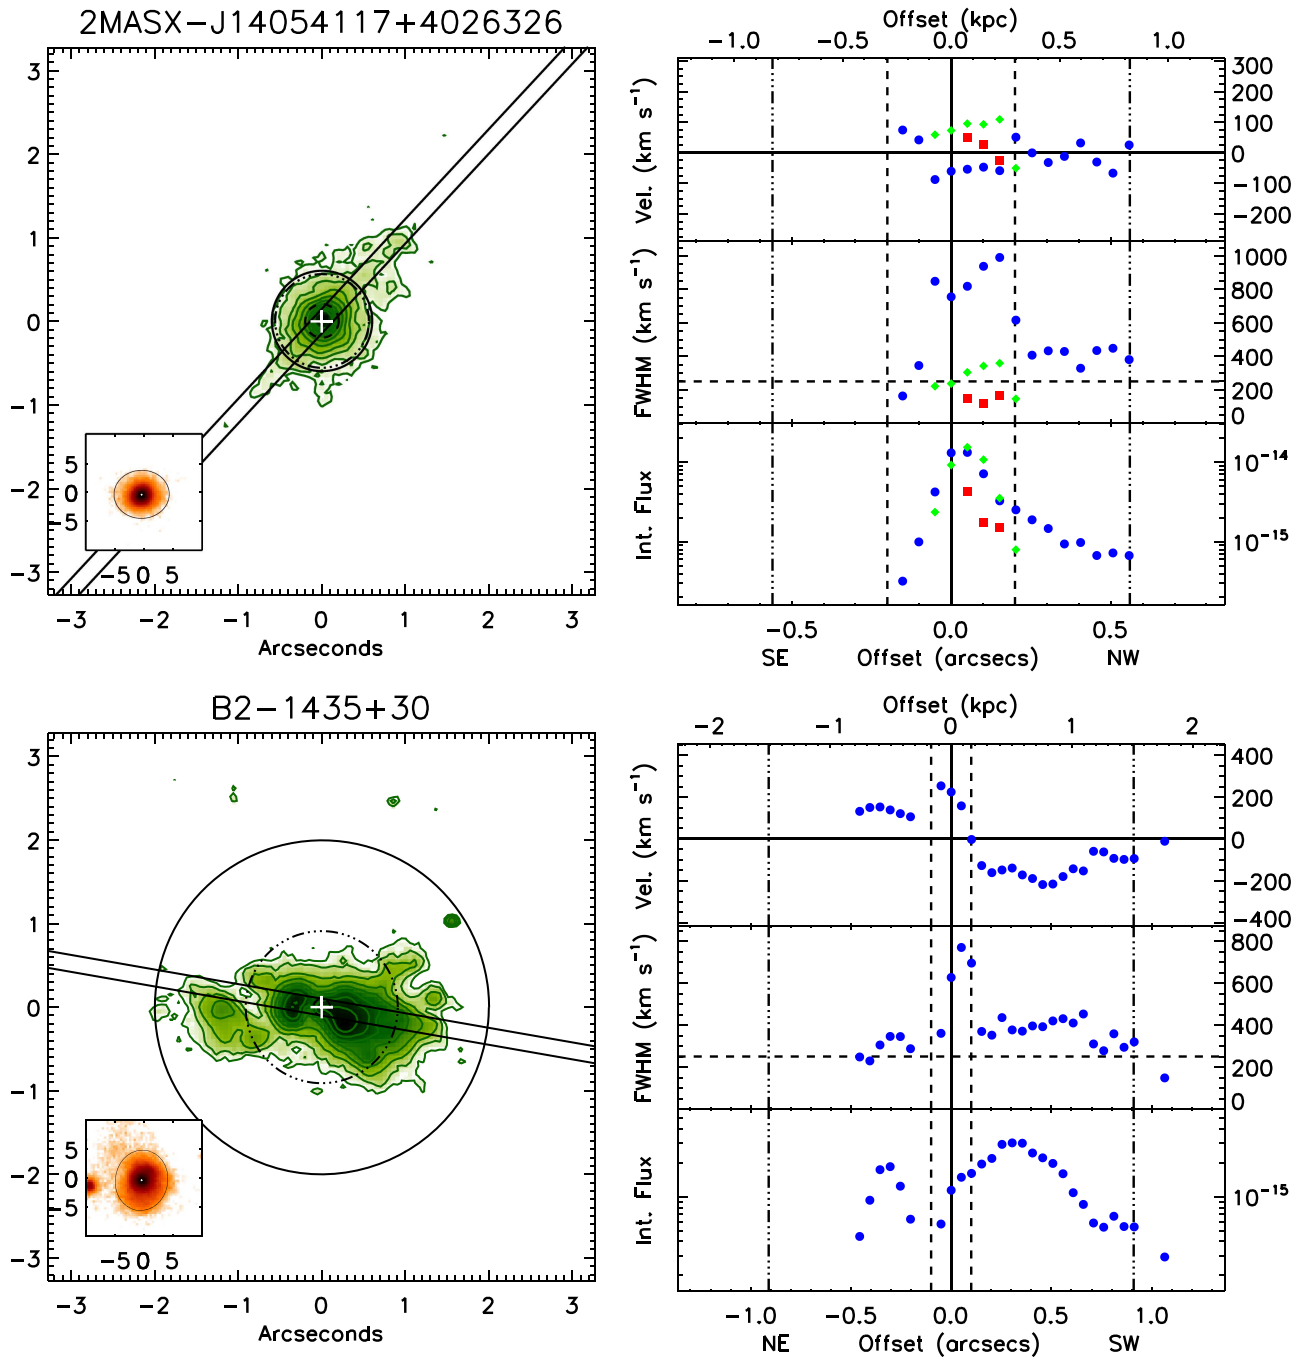 2MASX-J14054117+4026326
3
2
1
0
-1
-2
-3
-3 -2 -1 0 1 2 3
Arcseconds
5
0
-5
-5 0 5
Offset (kpc)
-1.0 -0.5 0.0 0.5 1.0
Vel. (km s⁻¹)
300
200
100
0
-100
-200
FWHM (km s⁻¹)
1000
800
600
400
200
0
Int. Flux
10⁻¹⁴
10⁻¹⁵
-0.5 0.0 0.5
SE Offset (arcsecs) NW
B2-1435+30
3
2
1
0
-1
-2
-3
-3 -2 -1 0 1 2 3
Arcseconds
5
0
-5
-5 0 5
Offset (kpc)
-2 -1 0 1 2
Vel. (km s⁻¹)
400
200
0
-200
-400
FWHM (km s⁻¹)
800
600
400
200
0
Int. Flux
10⁻¹⁵
-1.0 -0.5 0.0 0.5 1.0
NE Offset (arcsecs) SW